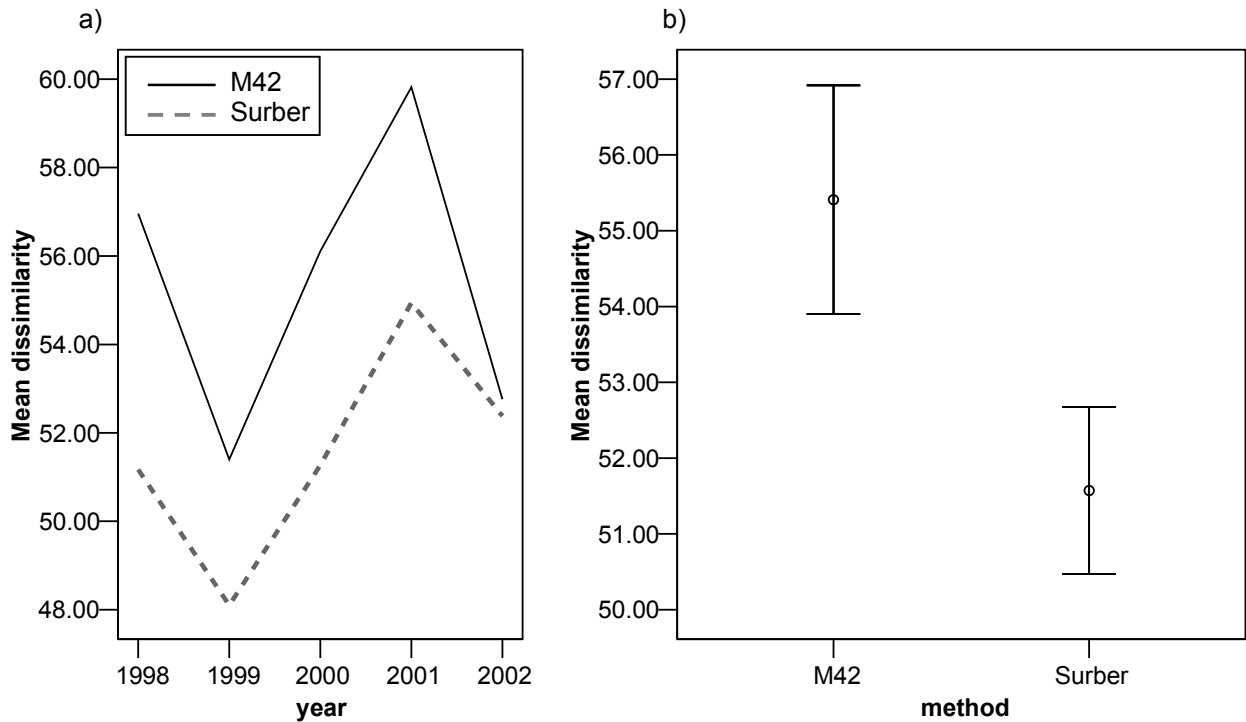 a)
Mean dissimilarity
60.00
58.00
56.00
54.00
52.00
50.00
48.00
M42
Surber
1998 1999 2000 2001 2002
year
b)
Mean dissimilarity
57.00
56.00
55.00
54.00
53.00
52.00
51.00
50.00
M42 Surber
method